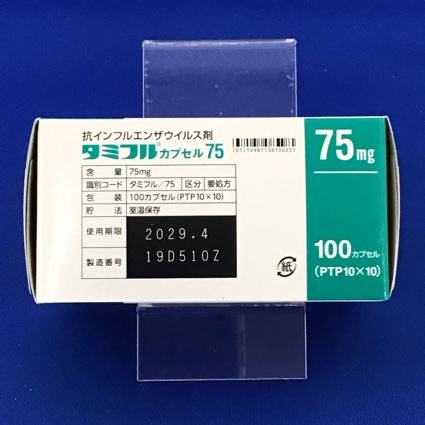 抗インフルエンザウイルス剤
タミフル®カプセル75
(01)14987136100251
含量 75mg
識別コード タミフル/75 区分 要処方
包装 100カプセル(PTP10×10)
貯法 室温保存
使用期限 2029.4
製造番号 19D510Z
紙
75mg
100カプセル
(PTP10×10)